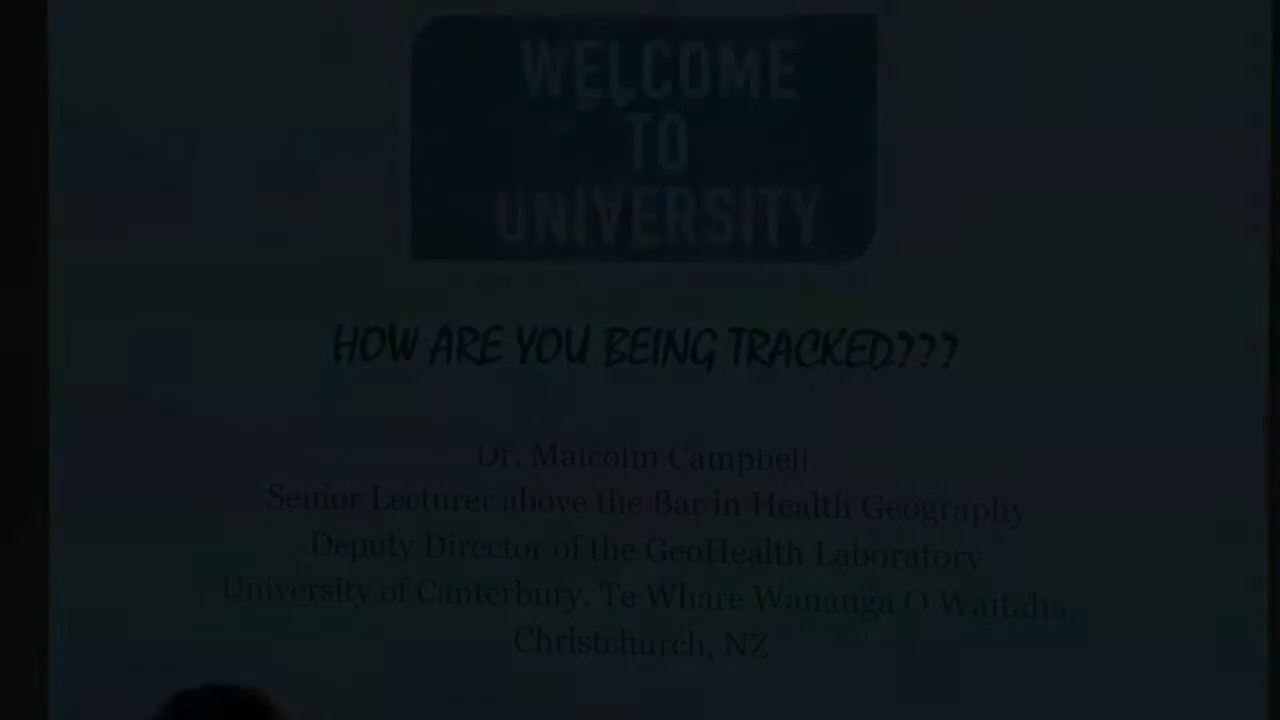 WELCOME
TO
UNIVERSITY
HOW ARE YOU BEING TRACKED???
Dr. Malcolm Campbell
Senior Lecturer above the Bar in Health Geography
Deputy Director of the GeoHealth Laboratory
University of Canterbury, Te Whare Wananga O Waitaha,
Christchurch, NZ